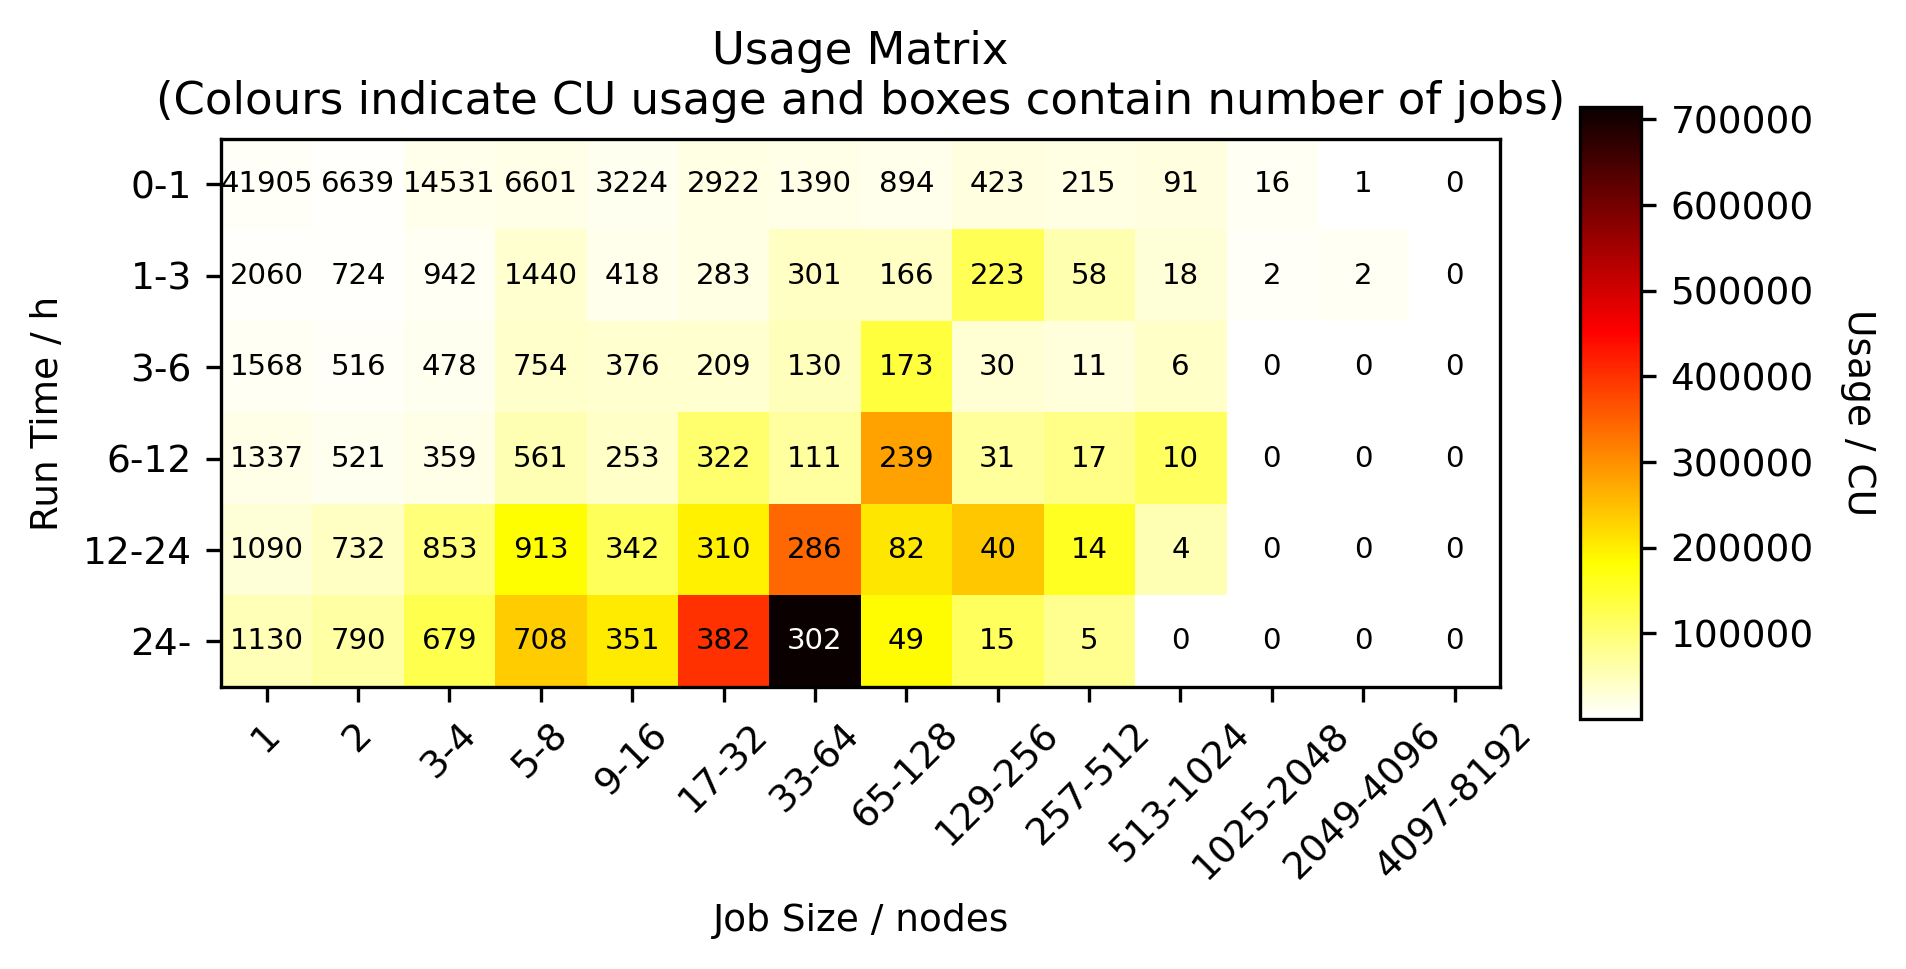 Usage Matrix
(Colours indicate CU usage and boxes contain number of jobs)
0-1 41905 6639 14531 6601 3224 2922 1390 894 423 215 91 16 1 0
1-3 2060 724 942 1440 418 283 301 166 223 58 18 2 2 0
3-6 1568 516 478 754 376 209 130 173 30 11 6 0 0 0
6-12 1337 521 359 561 253 322 111 239 31 17 10 0 0 0
12-24 1090 732 853 913 342 310 286 82 40 14 4 0 0 0
24- 1130 790 679 708 351 382 302 49 15 5 0 0 0 0
Run Time / h
1 2 3-4 5-8 9-16 17-32 33-64 65-128 129-256 257-512 513-1024 1025-2048 2049-4096 4097-8192
Job Size / nodes
700000
600000
500000
400000
300000
200000
100000
Usage / CU